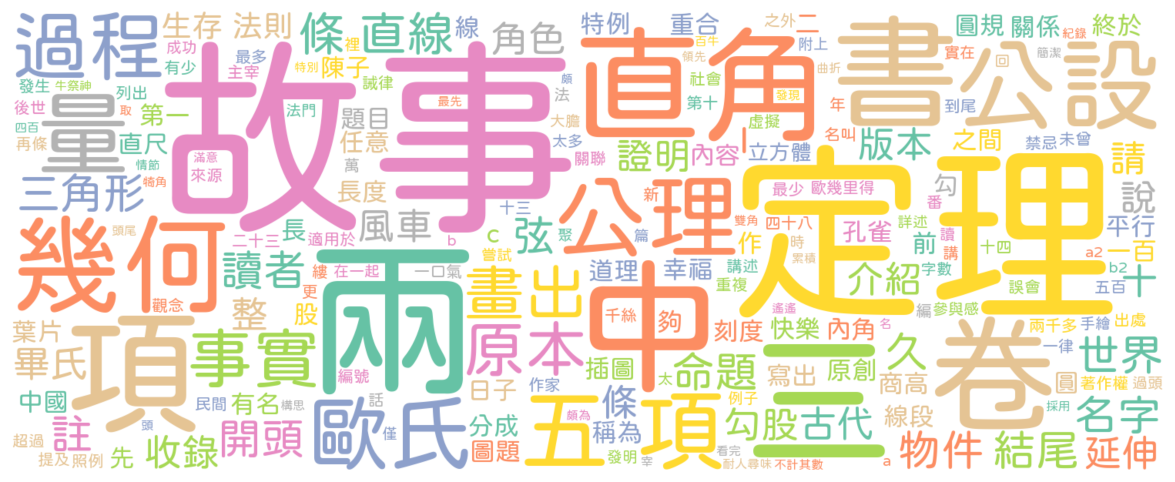 過程
生存
法則
條
直線
線
角色
特例
重合
之外
二
圓規
關係
紀錄
終於
成功
最多
裡
百牛
附上
書
公設
實在
簡潔
有少
主宰
特別
陳子
故事
直角
領先
曲折
回
發生
牛祭神
列出
誡律
頗
社會
發現
到尾
量
後世
取
第一
法門
最先
法
第十
年
四百
題目
大膽
虛擬
名叫
版本
之間
禁忌
未曾
再條
直尺
任意
太多
證明
內容
立方體
請
情節
滿意
來源
萬
關聯
三角形
犄角
長度
公理
新
定理
最少
歐幾里得
勾
說
十三
雙角
四十八
番
幾何
頭尾
二十三
長
適用於
風車
b
c
弦
聚
篇
作
孔雀
詳述
前
讀
講
十四
平行
a2
一百
讀者
縷
在一起
一口氣
嘗試
道理
幸福
講述
時
累積
介紹
字數
b2
十
觀念
更
兩
畫出
中
重複
編
參與感
誤會
五百
整
股
千絲
夠
刻度
遙遙
快樂
內角
名
兩千多
手繪
出處
葉片
項
事實
原本
卷
一律
世界
畢氏
編號
日子
插圖
太
命題
三
寫出
原創
久
商高
圓
著作權
過頭
中國
民間
有名
構思
話
作家
五項
條
例子
採用
名字
註
頭
歐氏
僅
分成
頗為
稱為
勾股
古代
線段
超過
收錄
開頭
圖題
發明
看完
物件
結尾
延伸
提及
照例
先
宰
耐人尋味
不計其數
a